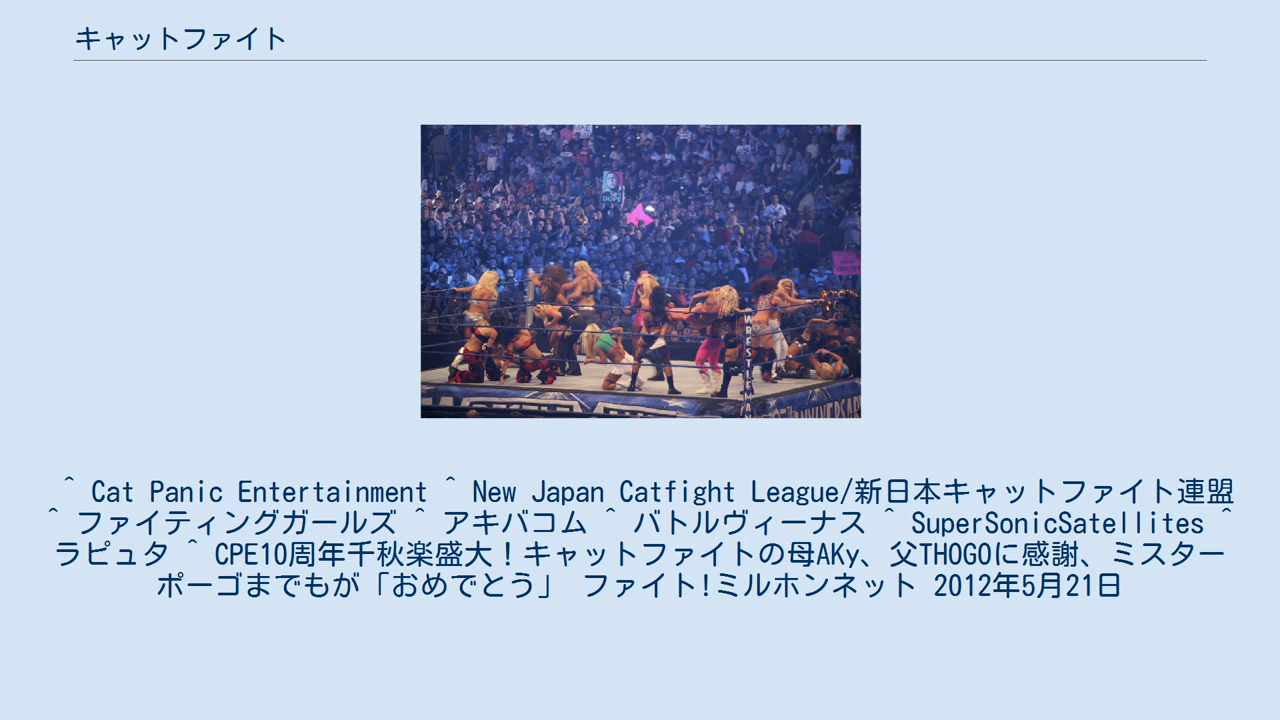 キャットファイト
90
DOPE
WRESTLEMAN
ANNIVERSAR
^ Cat Panic Entertainment ^ New Japan Catfight League/新日本キャットファイト連盟
^ ファイティングガールズ ^ アキバコム ^ バトルヴィーナス ^ SuperSonicSatellites ^
ラピュタ ^ CPE10周年千秋楽盛大！キャットファイトの母AKy、父THOGOに感謝、ミスター
ポーゴまでもが「おめでとう」 ファイト!ミルホンネット 2012年5月21日